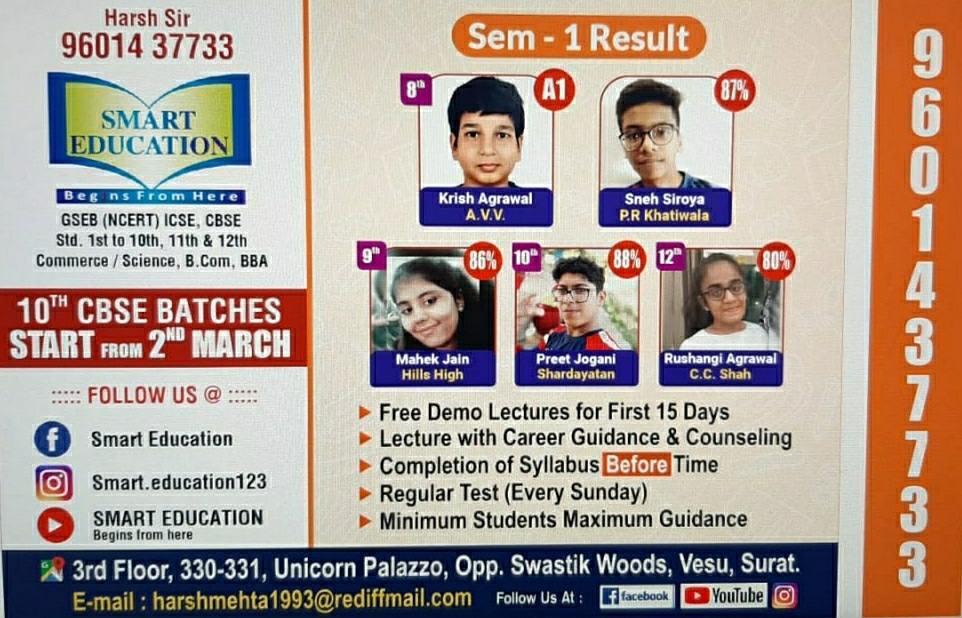 Harsh Sir
96014 37733
SMART
EDUCATION
Begins From Here
GSEB (NCERT) ICSE, CBSE
Std. 1st to 10th, 11th & 12th
Commerce / Science, B.Com, BBA
10TH CBSE BATCHES
START FROM 2ND MARCH
::::: FOLLOW US @ :::::
Smart Education
Smart.education123
SMART EDUCATION
Begins from here
Sem - 1 Result
8th A1
Krish Agrawal
A.V.V.
87%
Sneh Siroya
P.R Khatiwala
9th 86%
Mahek Jain
Hills High
10th 88%
Preet Jogani
Shardayatan
12th 80%
Rushangi Agrawal
C.C. Shah
Free Demo Lectures for First 15 Days
Lecture with Career Guidance & Counseling
Completion of Syllabus Before Time
Regular Test (Every Sunday)
Minimum Students Maximum Guidance
3rd Floor, 330-331, Unicorn Palazzo, Opp. Swastik Woods, Vesu, Surat.
E-mail : harshmehta1993@rediffmail.com Follow Us At : facebook YouTube
9601437733